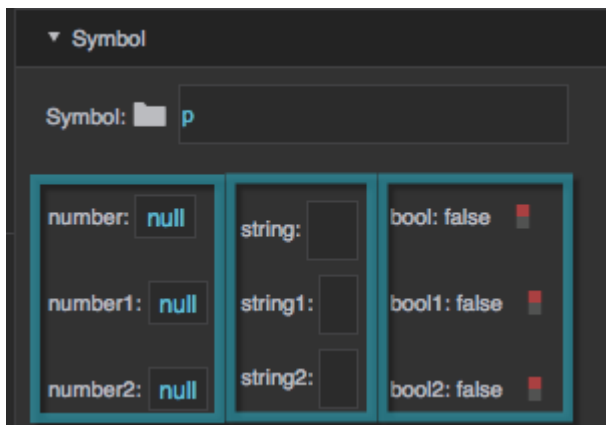 Symbol
Symbol: p
number: null string: bool: false
number1: null string1: bool1: false
number2: null string2: bool2: false